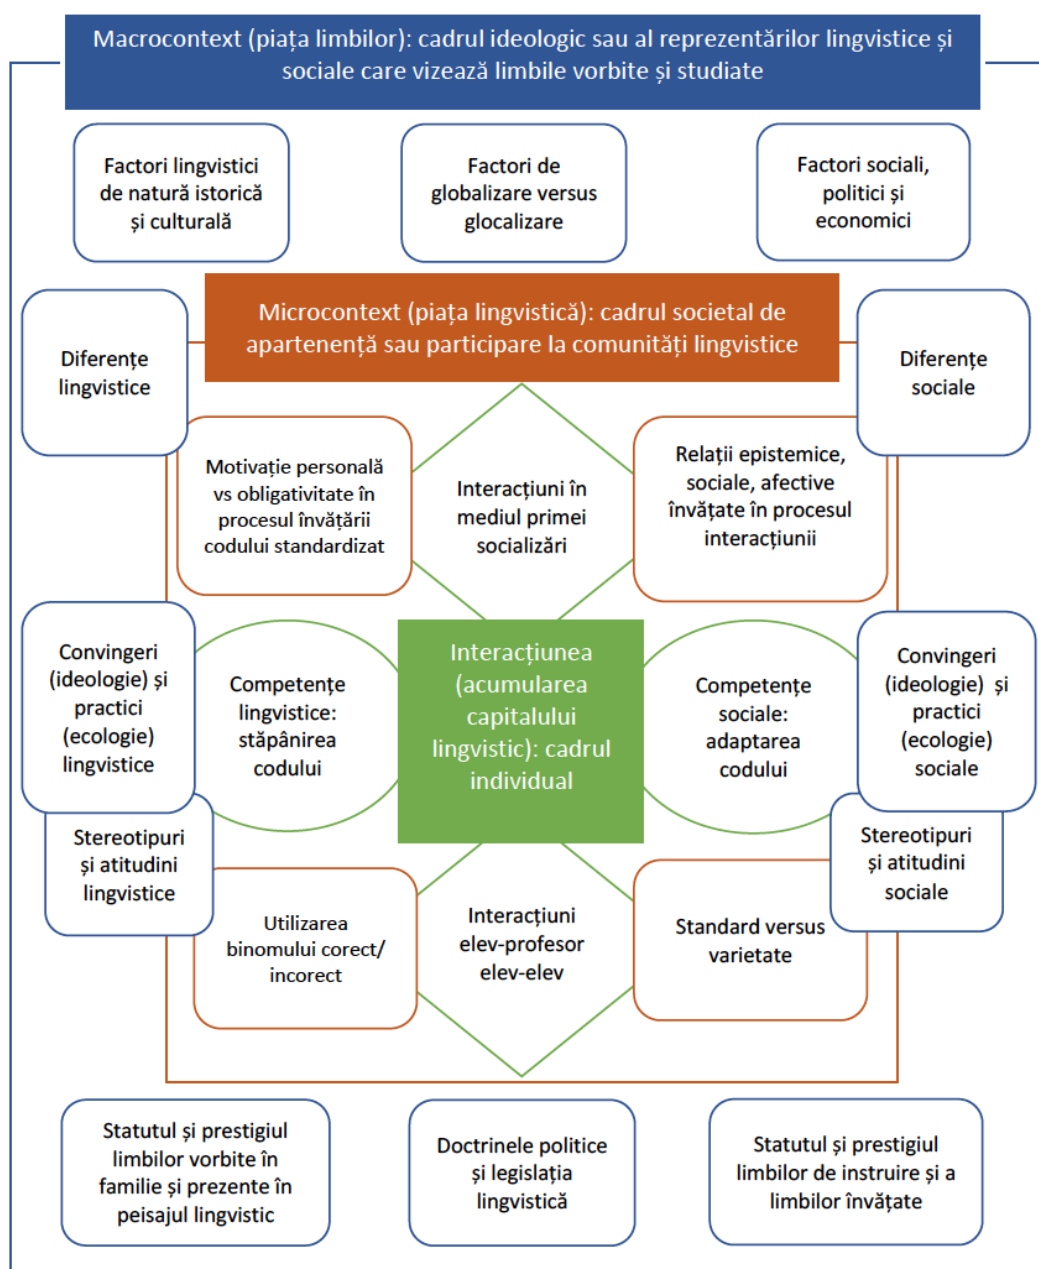 Macrocontext (piața limbilor): cadrul ideologic sau al reprezentărilor lingvistice și
sociale care vizează limbile vorbite și studiate
Factori lingvistici
de natură istorică
și culturală
Factori de
globalizare versus
glocalizare
Factori sociali,
politici și
economici
Microcontext (piața lingvistică): cadrul societal de
apartenență sau participare la comunități lingvistice
Diferențe
lingvistice
Diferențe
sociale
Motivație personală
vs obligativitate în
procesul învățării
codului standardizat
Interacțiuni în
mediul primei
socializări
Relații epistemice,
sociale, afective
învățate în procesul
interacțiunii
Convingeri
(ideologie) și
practici
(ecologie)
lingvistice
Competențe
lingvistice:
stăpânirea
codului
Interacțiunea
(acumularea
capitalului
lingvistic): cadrul
individual
Competențe
sociale:
adaptarea
codului
Convingeri
(ideologie) și
practici
(ecologie)
sociale
Stereotipuri
și atitudini
lingvistice
Stereotipuri
și atitudini
sociale
Utilizarea
binomului corect/
incorect
Interacțiuni
elev-profesor
elev-elev
Standard versus
varietate
Statutul și prestigiul
limbilor vorbite în
familie și prezente în
peisajul lingvistic
Doctrinele politice
și legislația
lingvistică
Statutul și prestigiul
limbilor de instruire și a
limbilor învățate